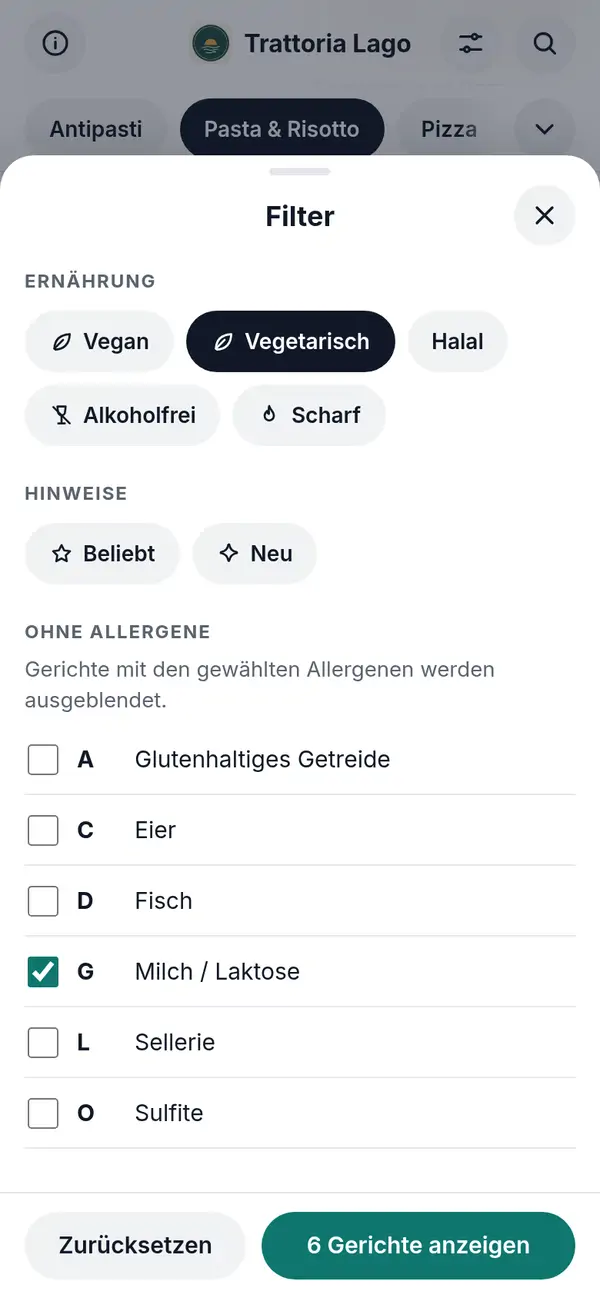 Trattoria Lago
Antipasti
Pasta & Risotto
Pizza
Filter
ERNÄHRUNG
Vegan
Vegetarisch
Halal
Alkoholfrei
Scharf
HINWEISE
Beliebt
Neu
OHNE ALLERGENE
Gerichte mit den gewählten Allergenen werden
ausgeblendet.
A Glutenhaltiges Getreide
C Eier
D Fisch
G Milch / Laktose
L Sellerie
O Sulfite
Zurücksetzen
6 Gerichte anzeigen